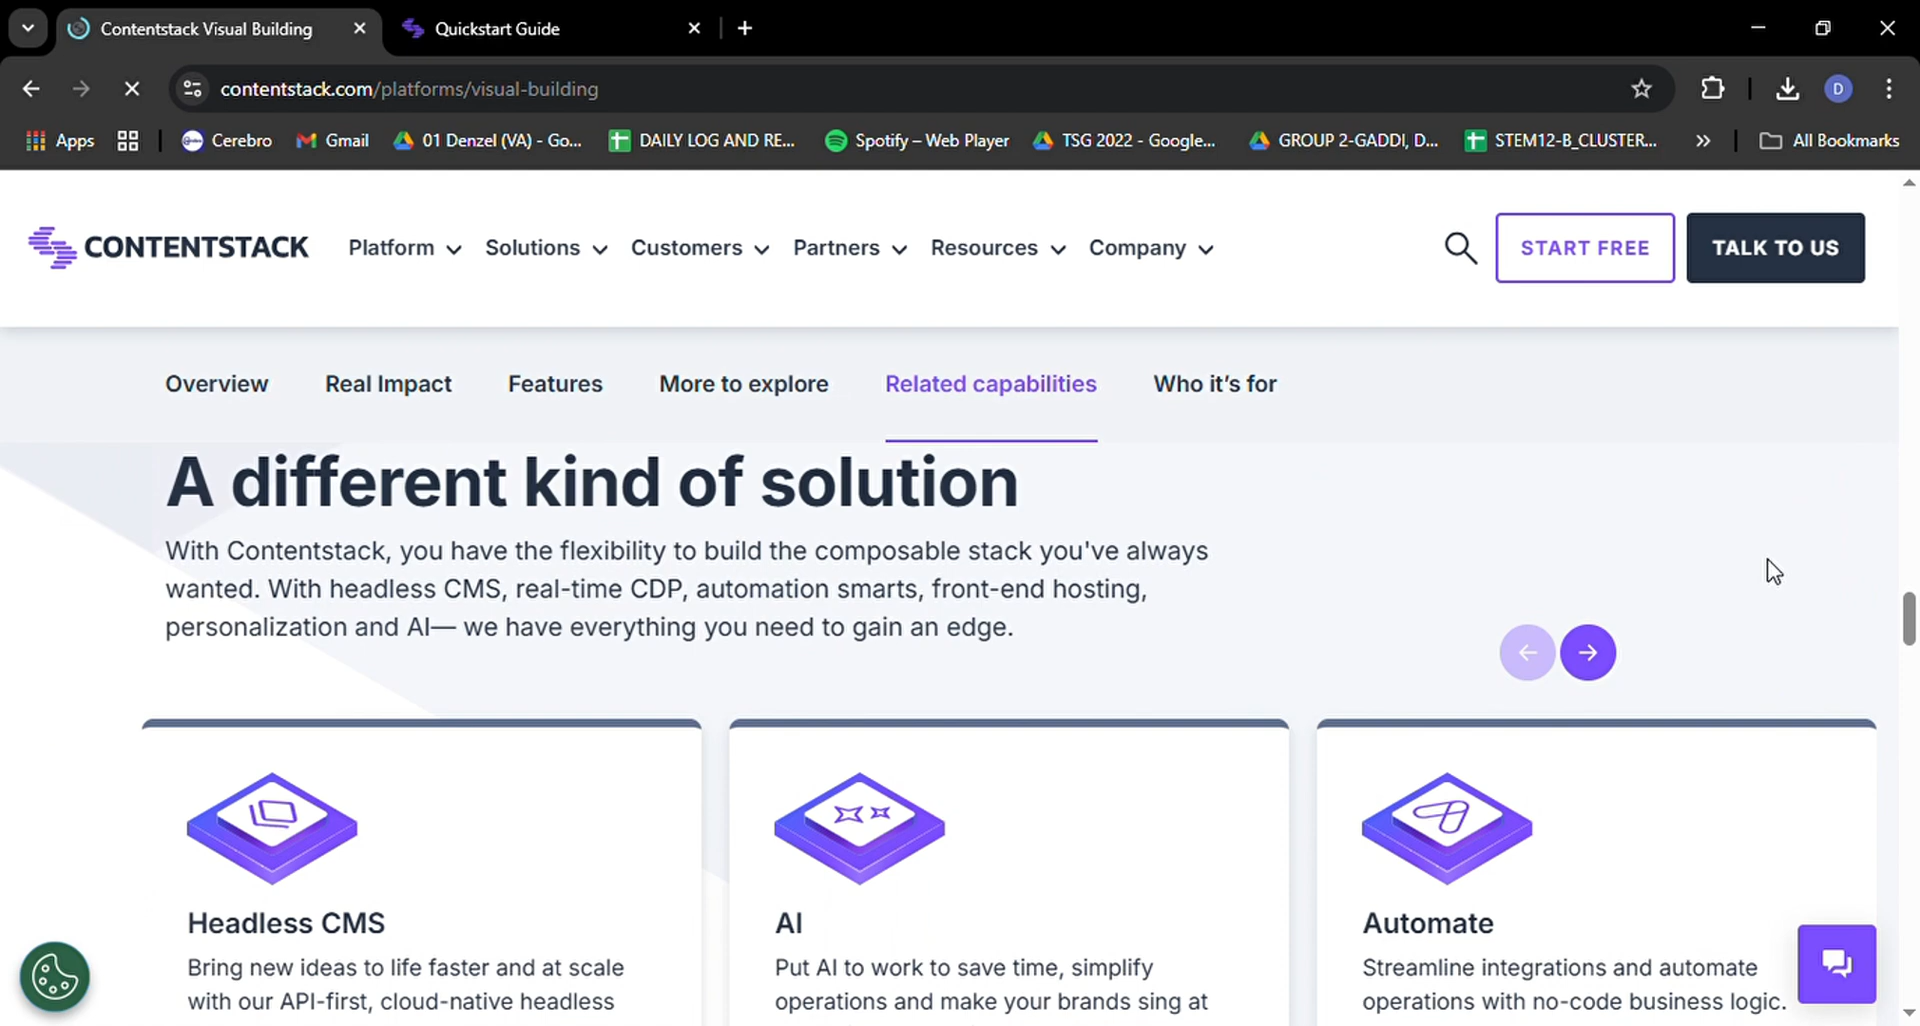 Contentstack Visual Building
Quickstart Guide
contentstack.com/platforms/visual-building
D
Apps
Cerebro
Gmail
01 Denzel (VA) - Go...
DAILY LOG AND RE...
Spotify – Web Player
TSG 2022 - Google...
GROUP 2-GADDI, D...
STEM12-B_CLUSTER...
All Bookmarks
CONTENTSTACK
Platform
Solutions
Customers
Partners
Resources
Company
START FREE
TALK TO US
Overview
Real Impact
Features
More to explore
Related capabilities
Who it's for
A different kind of solution
With Contentstack, you have the flexibility to build the composable stack you've always
wanted. With headless CMS, real-time CDP, automation smarts, front-end hosting,
personalization and AI— we have everything you need to gain an edge.
Headless CMS
Bring new ideas to life faster and at scale
with our API-first, cloud-native headless
AI
Put AI to work to save time, simplify
operations and make your brands sing at
Automate
Streamline integrations and automate
operations with no-code business logic.